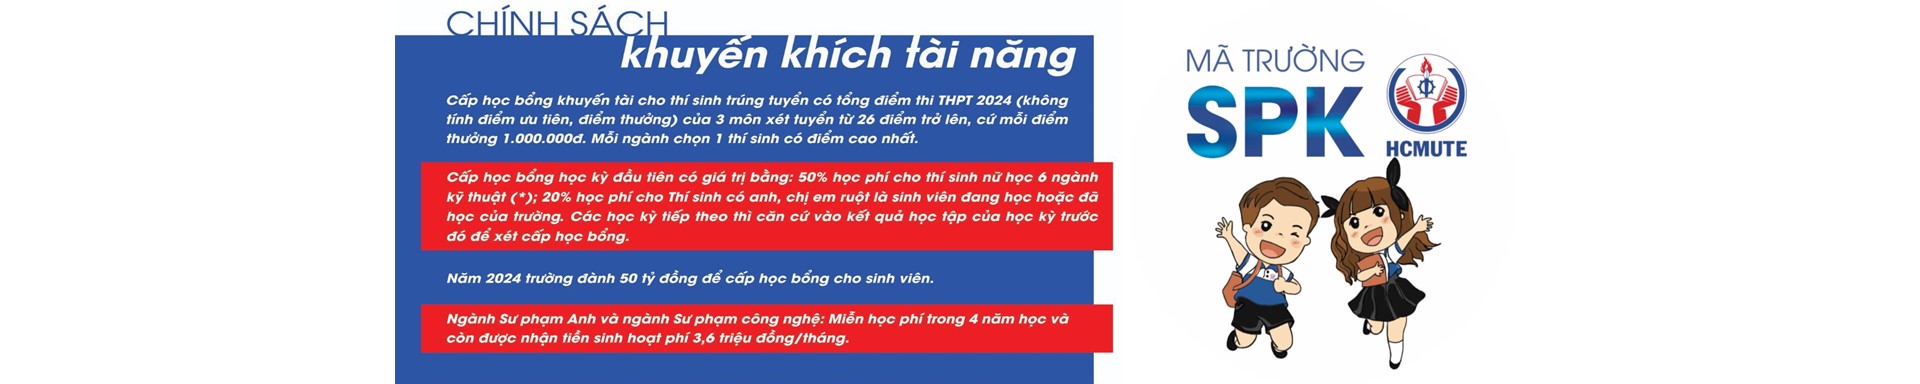 CHÍNH SÁCH
khuyến khích tài năng
Cấp học bổng khuyến tài cho thí sinh trúng tuyển có tổng điểm thi THPT 2024 (không
tính điểm ưu tiên, điểm thưởng) của 3 môn xét tuyển từ 26 điểm trở lên, cứ mỗi điểm
thưởng 1.000.000đ. Mỗi ngành chọn 1 thí sinh có điểm cao nhất.
Cấp học bổng học kỳ đầu tiên có giá trị bằng: 50% học phí cho thí sinh nữ học 6 ngành
kỹ thuật (*); 20% học phí cho Thí sinh có anh, chị em ruột là sinh viên đang học hoặc đã
học của trường. Các học kỳ tiếp theo thì căn cứ vào kết quả học tập của học kỳ trước
đó để xét cấp học bổng.
Năm 2024 trường đành 50 tỷ đồng để cấp học bổng cho sinh viên.
Ngành Sư phạm Anh và ngành Sư phạm công nghệ: Miễn học phí trong 4 năm học và
còn được nhận tiền sinh hoạt phí 3,6 triệu đồng/tháng.
MÃ TRƯỜNG
SPK
HCMUTE